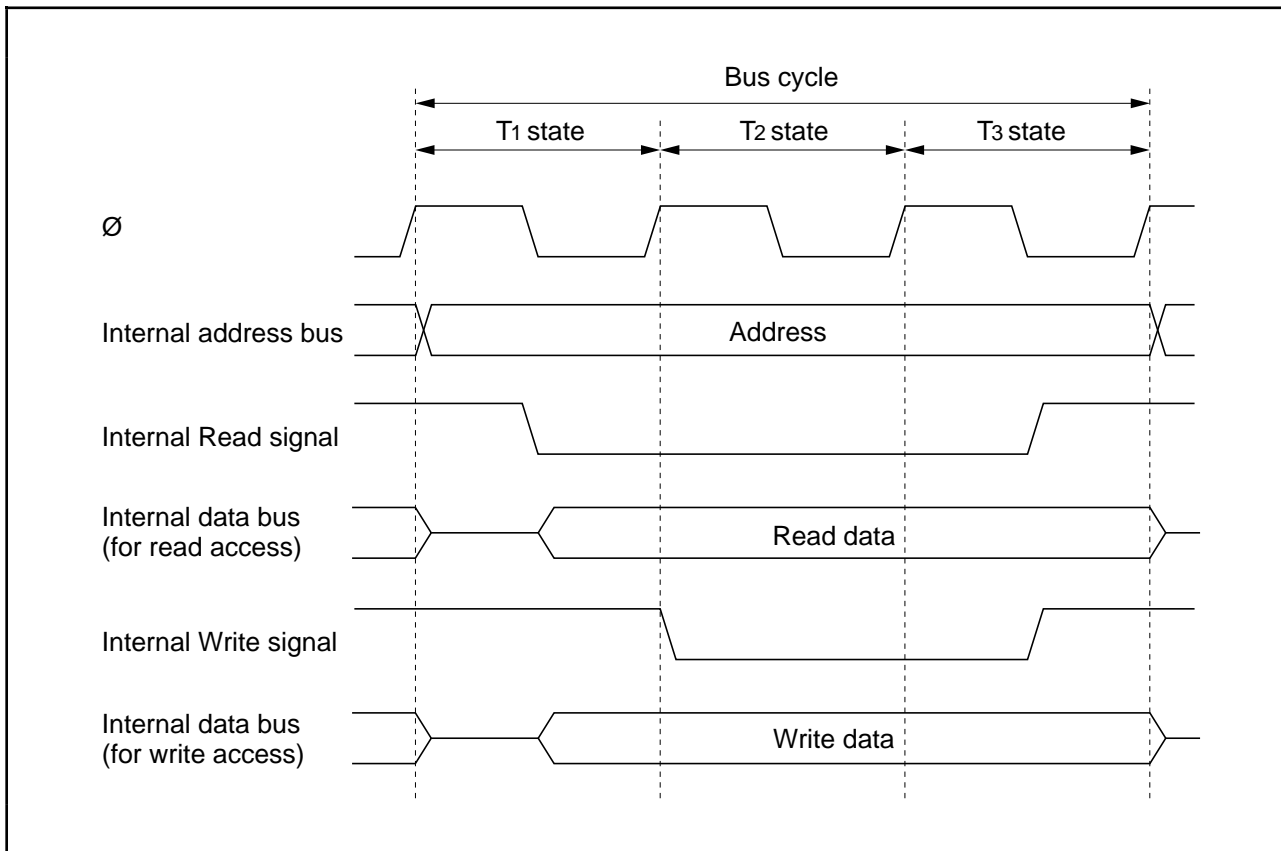 Bus cycle
T1 state
T2 state
T3 state
Ø
Internal address bus
Address
Internal Read signal
Internal data bus
(for read access)
Read data
Internal Write signal
Internal data bus
(for write access)
Write data